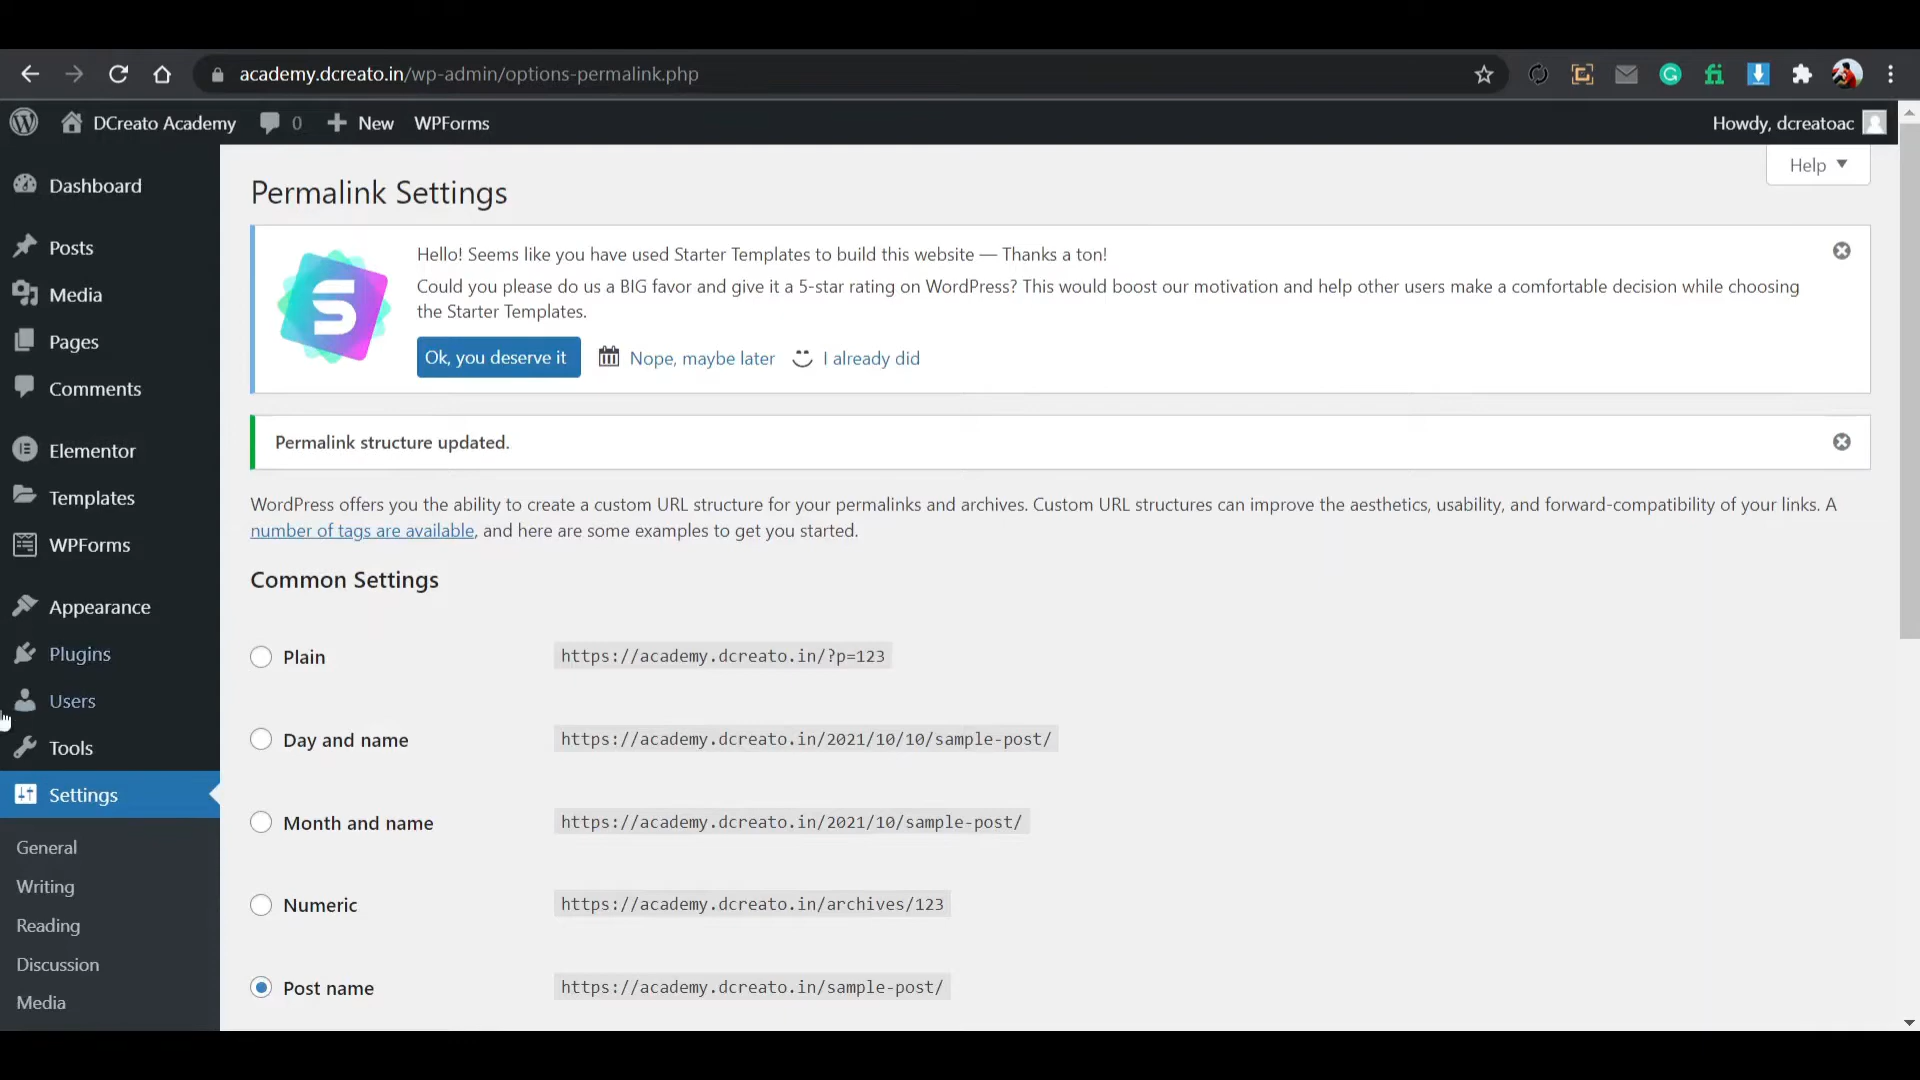 academy.dcreato.in/wp-admin/options-permalink.php
DCreato Academy 0 New WPForms Howdy, dcreatoac
Help
Dashboard
Posts
Media
Pages
Comments
Elementor
Templates
WPForms
Appearance
Plugins
Users
Tools
Settings
General
Writing
Reading
Discussion
Media
Permalink Settings
Hello! Seems like you have used Starter Templates to build this website — Thanks a ton!
Could you please do us a BIG favor and give it a 5-star rating on WordPress? This would boost our motivation and help other users make a comfortable decision while choosing
the Starter Templates.
Ok, you deserve it Nope, maybe later I already did
Permalink structure updated.
WordPress offers you the ability to create a custom URL structure for your permalinks and archives. Custom URL structures can improve the aesthetics, usability, and forward-compatibility of your links. A
number of tags are available, and here are some examples to get you started.
Common Settings
Plain https://academy.dcreato.in/?p=123
Day and name https://academy.dcreato.in/2021/10/10/sample-post/
Month and name https://academy.dcreato.in/2021/10/sample-post/
Numeric https://academy.dcreato.in/archives/123
Post name https://academy.dcreato.in/sample-post/